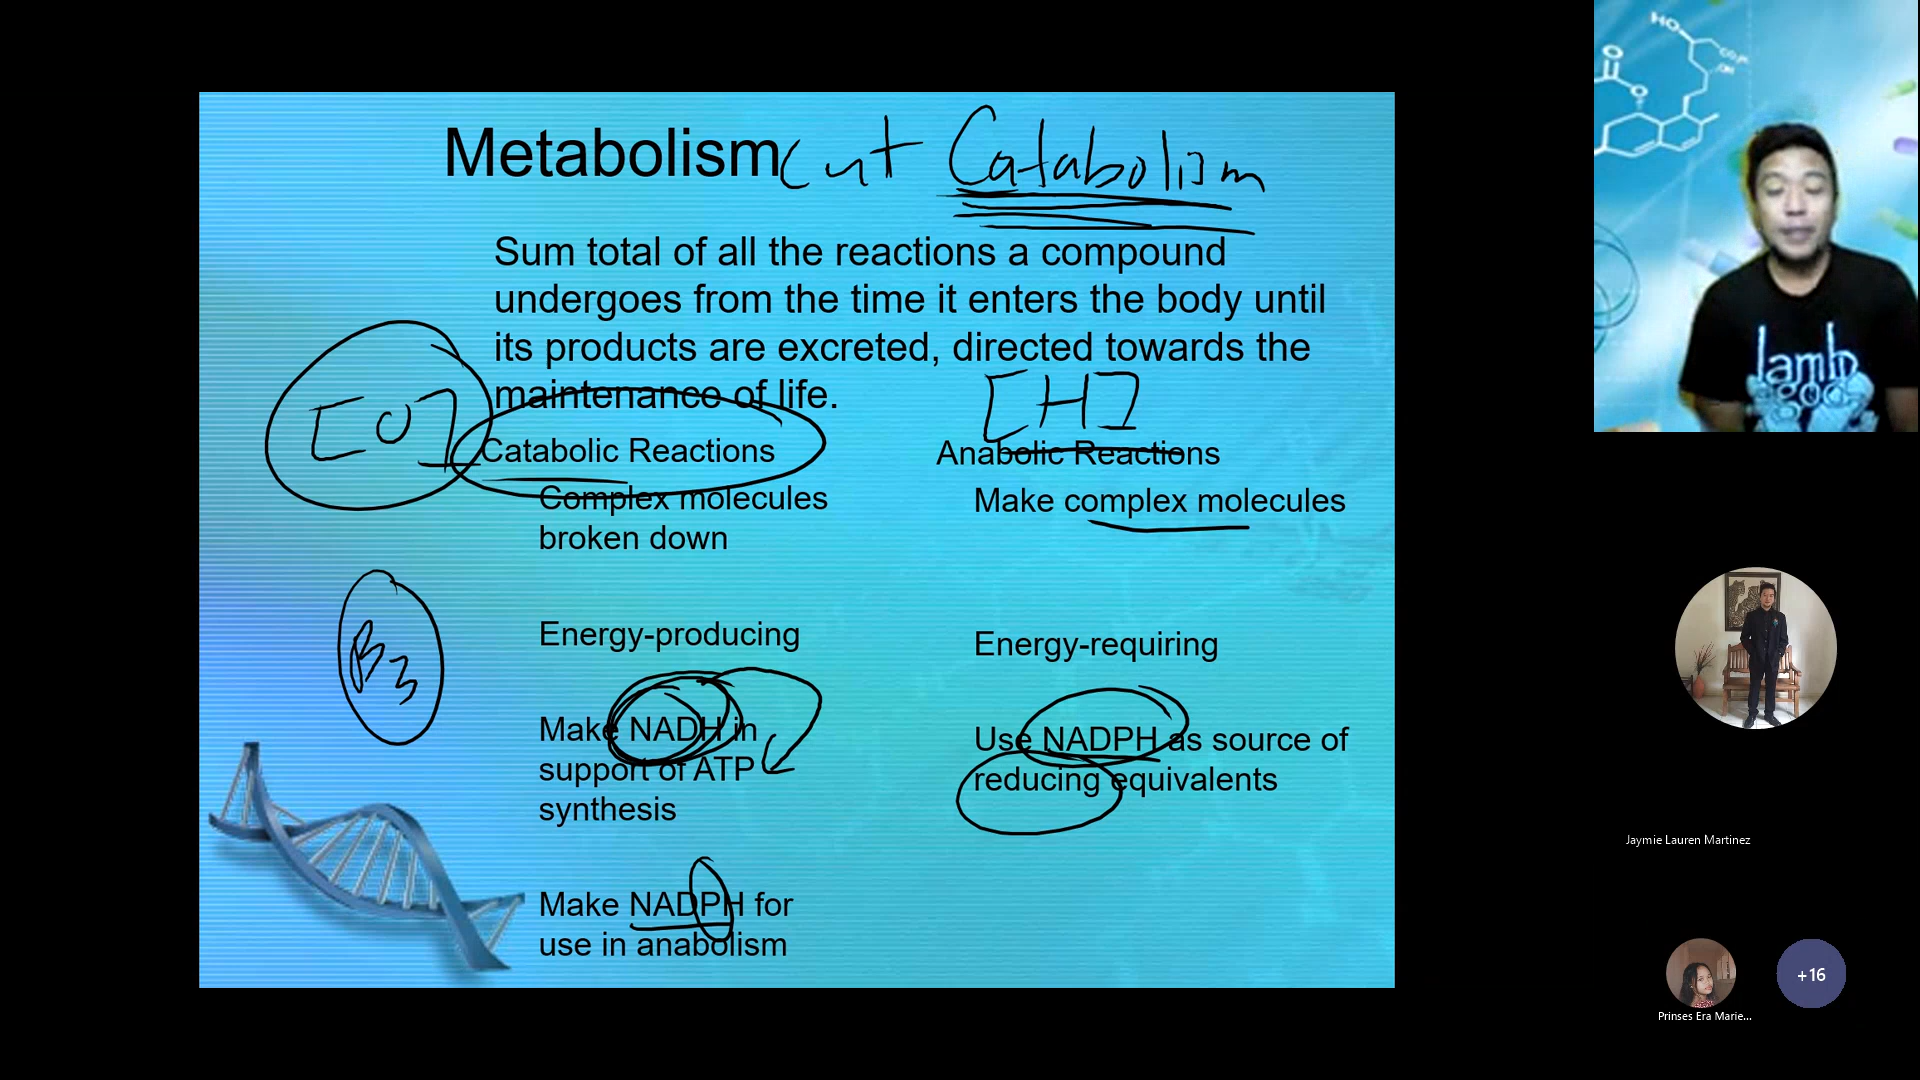 Metabolism cut Catabolism
Sum total of all the reactions a compound
undergoes from the time it enters the body until
its products are excreted, directed towards the
maintenance of life.
[O]
[H]
Catabolic Reactions
Complex molecules
broken down
Energy-producing
Make NADH in
support of ATP
synthesis
Make NADPH for
use in anabolism
B3
Anabolic Reactions
Make complex molecules
Energy-requiring
Use NADPH as source of
reducing equivalents
HO
O
O
lamb
of
god
Jaymie Lauren Martinez
Prinses Era Marie...
+16